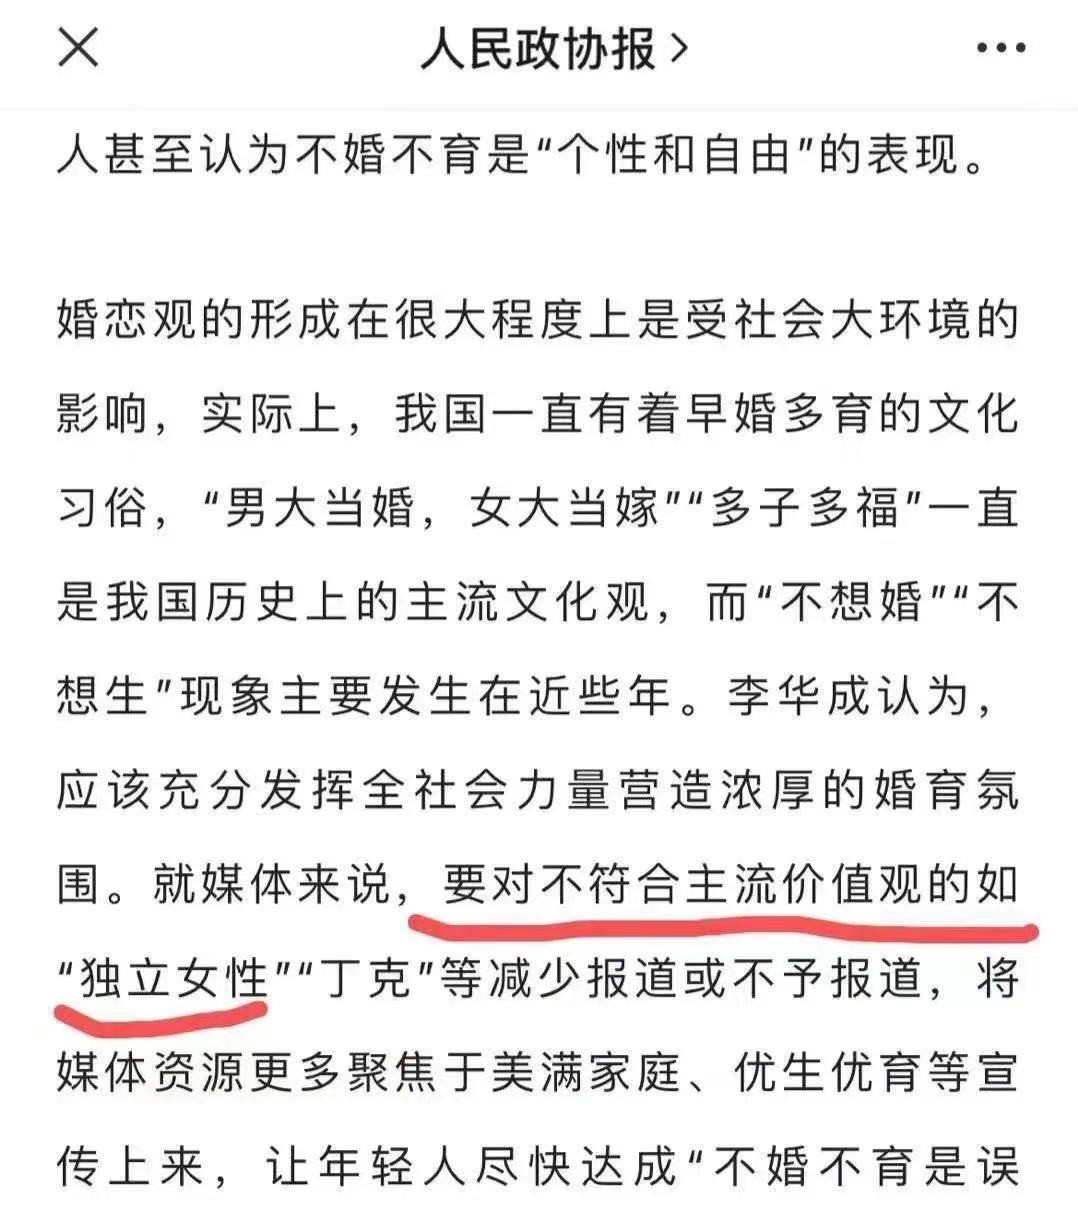 人民政协报
人甚至认为不婚不育是“个性和自由”的表现。
婚恋观的形成在很大程度上是受社会大环境的
影响，实际上，我国一直有着早婚多育的文化
习俗，“男大当婚，女大当嫁”“多子多福”一直
是我国历史上的主流文化观，而“不想婚”“不
想生”现象主要发生在近些年。李华成认为，
应该充分发挥全社会力量营造浓厚的婚育氛
围。就媒体来说，要对不符合主流价值观的如
“独立女性”“丁克”等减少报道或不予报道，将
媒体资源更多聚焦于美满家庭、优生优育等宣
传上来，让年轻人尽快达成“不婚不育是误